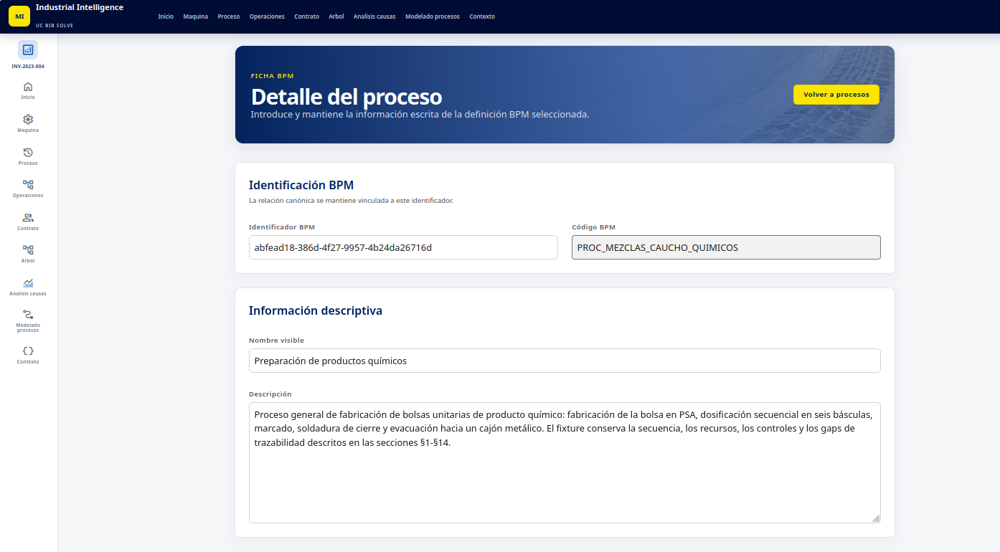 MI
Industrial Intelligence
UC BIB SOLVE
Inicio Maquina Proceso Operaciones Contrato Arbol Analisis causas Modelado procesos Contexto
INV-2023-004
Inicio
Maquina
Proceso
Operaciones
Contrato
Arbol
Analisis causas
Modelado
procesos
Contexto
FICHA BPM
Detalle del proceso
Introduce y mantiene la información escrita de la definición BPM seleccionada.
Volver a procesos
Identificación BPM
La relación canónica se mantiene vinculada a este identificador.
Identificador BPM
abfead18-386d-4f27-9957-4b24da26716d
Código BPM
PROC_MEZCLAS_CAUCHO_QUIMICOS
Información descriptiva
Nombre visible
Preparación de productos químicos
Descripción
Proceso general de fabricación de bolsas unitarias de producto químico: fabricación de la bolsa en PSA, dosificación secuencial en seis básculas,
marcado, soldadura de cierre y evacuación hacia un cajón metálico. El fixture conserva la secuencia, los recursos, los controles y los gaps de
trazabilidad descritos en las secciones §1-§14.